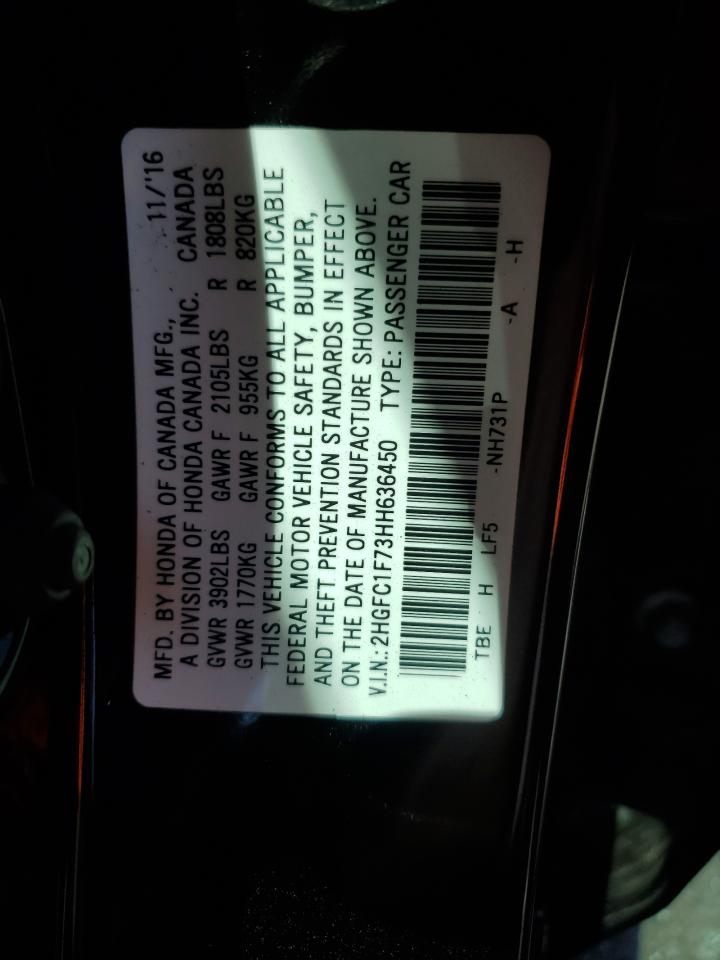 MFD. BY HONDA OF CANADA MFG., 11/'16
A DIVISION OF HONDA CANADA INC. CANADA
GVWR 3902LBS GAWR F 2105LBS R 1808LBS
GVWR 1770KG GAWR F 955KG R 820KG
THIS VEHICLE CONFORMS TO ALL APPLICABLE
FEDERAL MOTOR VEHICLE SAFETY, BUMPER,
AND THEFT PREVENTION STANDARDS IN EFFECT
ON THE DATE OF MANUFACTURE SHOWN ABOVE.
V.I.N.: 2HGFC1F73HH636450 TYPE: PASSENGER CAR
TBE H LF5 -NH731P -A -H